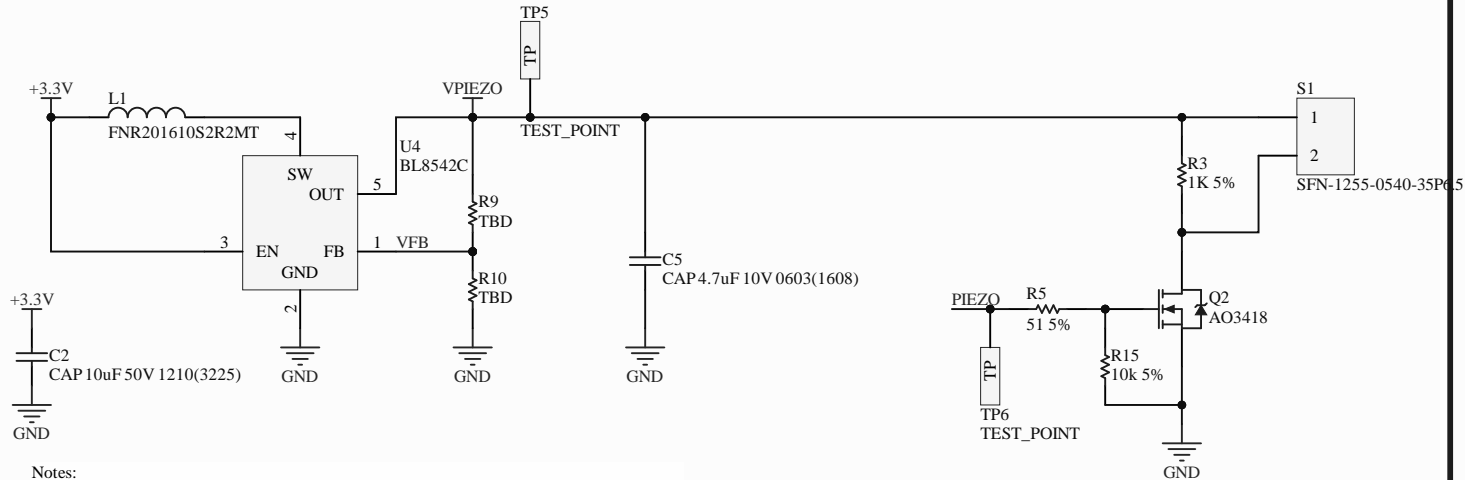 TP5
TP
TEST_POINT
+3.3V
L1
FNR201610S2R2MT
VPIEZO
U4
BL8542C
4
SW
OUT
5
3
EN
FB
1
VFB
GND
2
GND
R9
TBD
R10
TBD
GND
C5
CAP 4.7uF 10V 0603(1608)
GND
+3.3V
C2
CAP 10uF 50V 1210(3225)
GND
S1
1
2
SFN-1255-0540-35P6.5
R3
1K 5%
PIEZO
R5
51 5%
Q2
AO3418
R15
10k 5%
TP
TP6
TEST_POINT
GND
Notes: